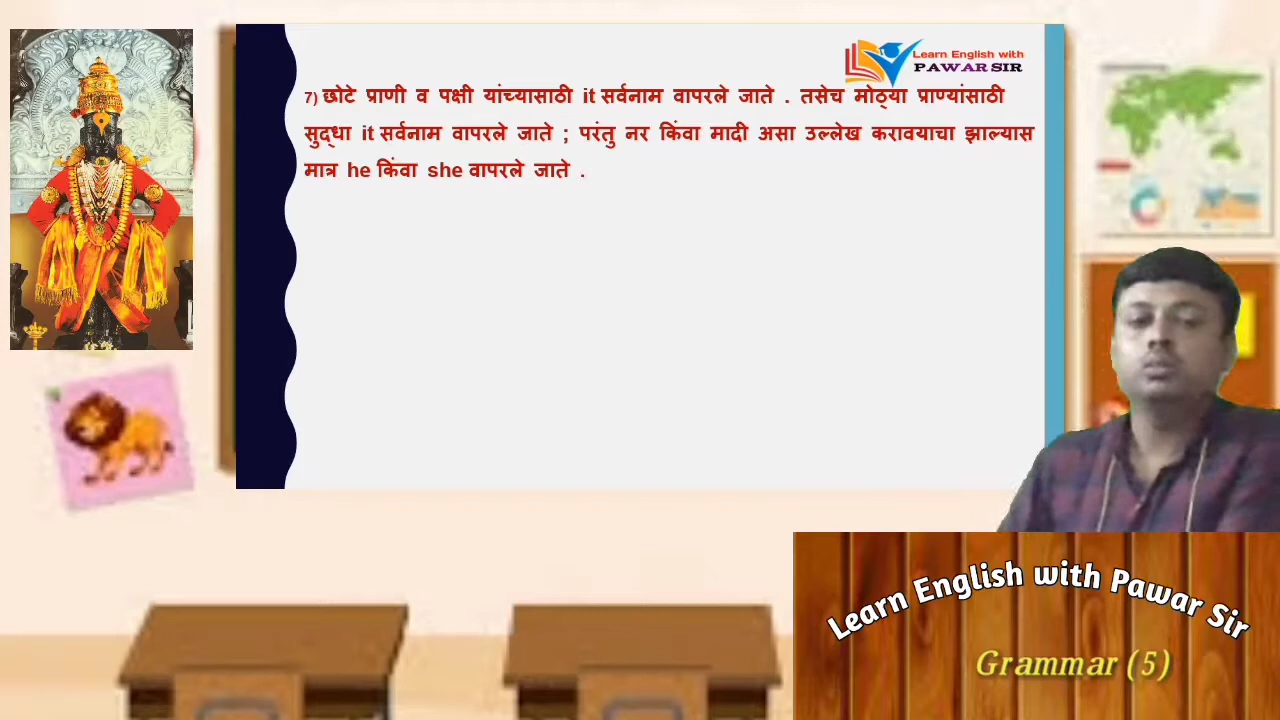 Learn English with
PAWAR SIR
7) छोटे प्राणी व पक्षी यांच्यासाठी it सर्वनाम वापरले जाते . तसेच मोठ्या प्राण्यांसाठी
सुद्धा it सर्वनाम वापरले जाते ; परंतु नर किंवा मादी असा उल्लेख करावयाचा झाल्यास
मात्र he किंवा she वापरले जाते .
Learn English with Pawar Sir
Grammar (5)